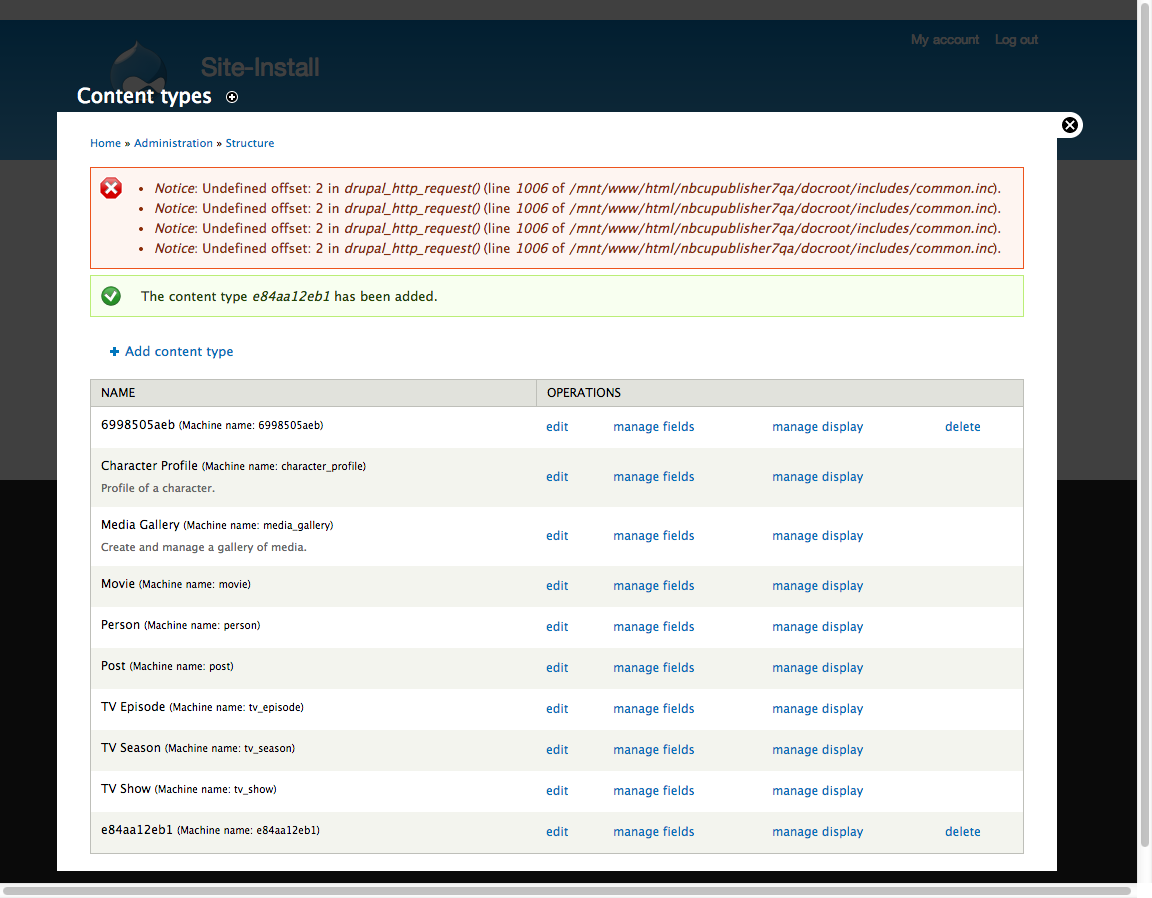 My account Log out
Site-Install
Content types
Home » Administration » Structure
• Notice: Undefined offset: 2 in drupal_http_request() (line 1006 of /mnt/www/html/nbcupublisher7qa/docroot/includes/common.inc).
• Notice: Undefined offset: 2 in drupal_http_request() (line 1006 of /mnt/www/html/nbcupublisher7qa/docroot/includes/common.inc).
• Notice: Undefined offset: 2 in drupal_http_request() (line 1006 of /mnt/www/html/nbcupublisher7qa/docroot/includes/common.inc).
• Notice: Undefined offset: 2 in drupal_http_request() (line 1006 of /mnt/www/html/nbcupublisher7qa/docroot/includes/common.inc).
The content type e84aa12eb1 has been added.
Add content type
NAME OPERATIONS
6998505aeb (Machine name: 6998505aeb) edit manage fields manage display delete
Character Profile (Machine name: character_profile)
Profile of a character.
edit manage fields manage display
Media Gallery (Machine name: media_gallery)
Create and manage a gallery of media.
edit manage fields manage display
Movie (Machine name: movie) edit manage fields manage display
Person (Machine name: person) edit manage fields manage display
Post (Machine name: post) edit manage fields manage display
TV Episode (Machine name: tv_episode) edit manage fields manage display
TV Season (Machine name: tv_season) edit manage fields manage display
TV Show (Machine name: tv_show) edit manage fields manage display
e84aa12eb1 (Machine name: e84aa12eb1) edit manage fields manage display delete